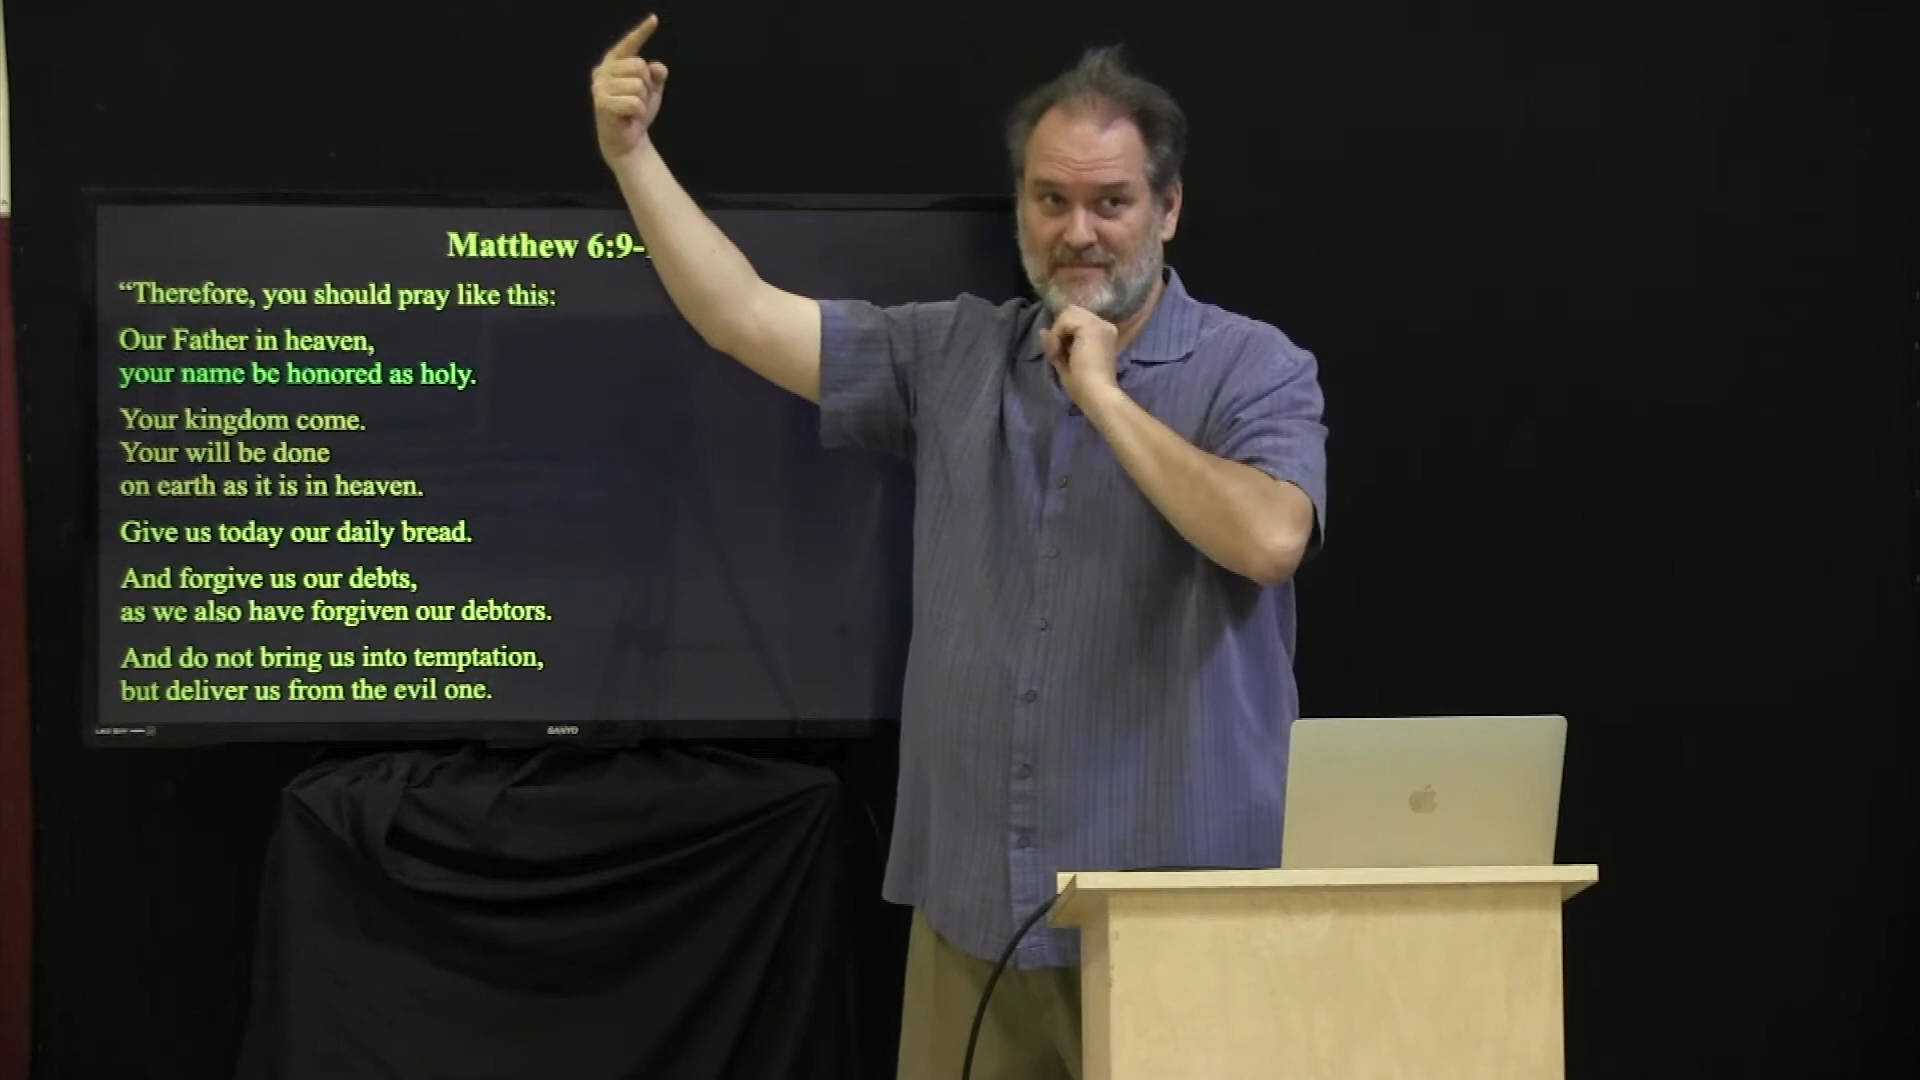 Matthew 6:9-
“Therefore, you should pray like this:
Our Father in heaven,
your name be honored as holy.
Your kingdom come.
Your will be done
on earth as it is in heaven.
Give us today our daily bread.
And forgive us our debts,
as we also have forgiven our debtors.
And do not bring us into temptation,
but deliver us from the evil one.
SANYO